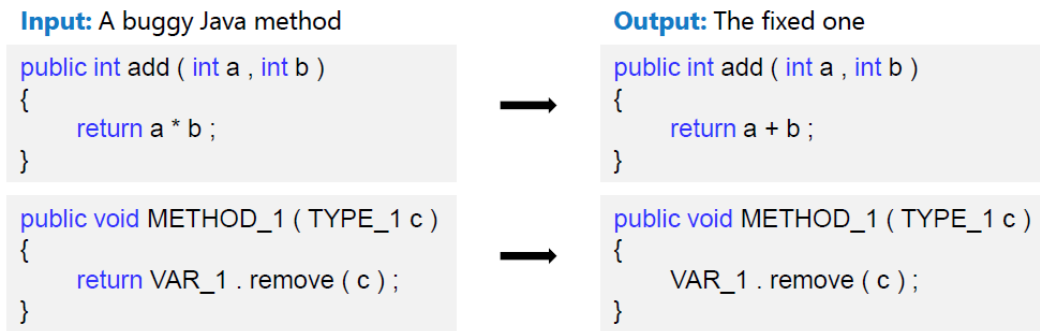 Input: A buggy Java method
public int add ( int a , int b )
{
return a * b ;
}
public void METHOD_1 ( TYPE_1 c )
{
return VAR_1 . remove ( c ) ;
}
Output: The fixed one
public int add ( int a , int b )
{
return a + b ;
}
public void METHOD_1 ( TYPE_1 c )
{
VAR_1 . remove ( c ) ;
}